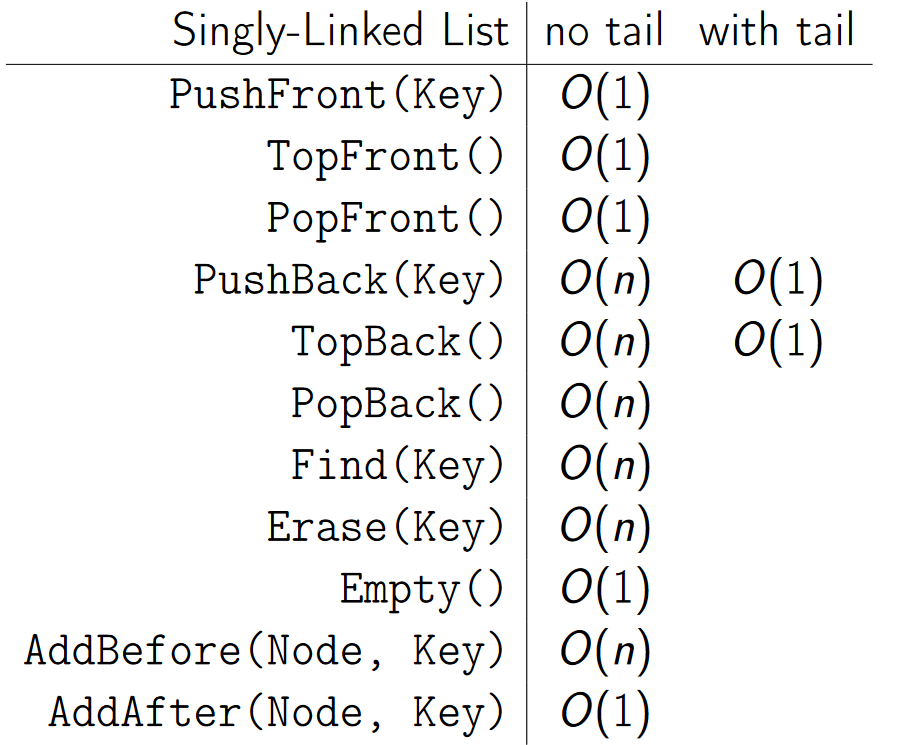 Singly-Linked List no tail with tail
PushFront(Key) O(1)
TopFront() O(1)
PopFront() O(1)
PushBack(Key) O(n) O(1)
TopBack() O(n) O(1)
PopBack() O(n)
Find(Key) O(n)
Erase(Key) O(n)
Empty() O(1)
AddBefore(Node, Key) O(n)
AddAfter(Node, Key) O(1)